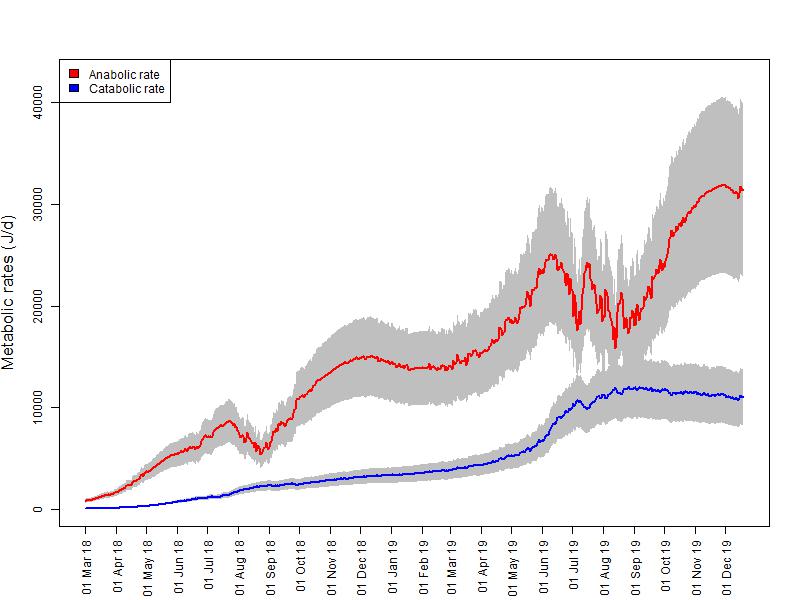 Anabolic rate
Catabolic rate
Metabolic rates (J/d)
40000
30000
20000
10000
0
01 Mar 18
01 Apr 18
01 May 18
01 Jun 18
01 Jul 18
01 Aug 18
01 Sep 18
01 Oct 18
01 Nov 18
01 Dec 18
01 Jan 19
01 Feb 19
01 Mar 19
01 Apr 19
01 May 19
01 Jun 19
01 Jul 19
01 Aug 19
01 Sep 19
01 Oct 19
01 Nov 19
01 Dec 19